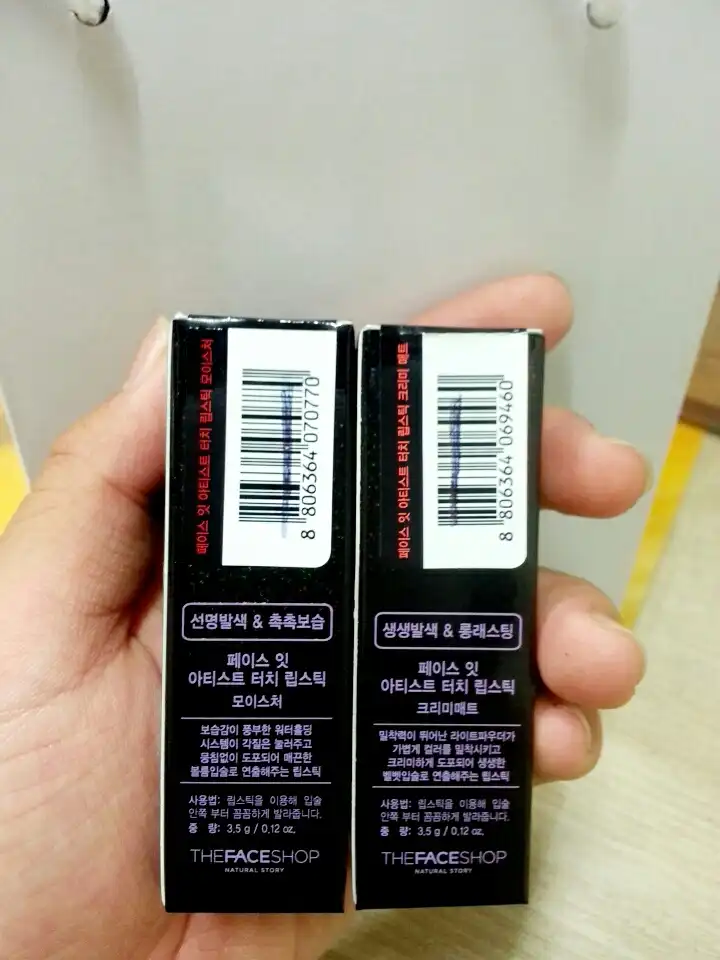 페이스 잇 아티스트 터치 립스틱 모이스처
8 806364 070770
선명발색 & 촉촉보습
페이스 잇
아티스트 터치 립스틱
모이스처
보습감이 풍부한 워터홀딩
시스템이 각질은 눌러주고
뭉침없이 도포되어 매끈한
볼륨입술로 연출해주는 립스틱
사용법: 립스틱을 이용해 입술
안쪽 부터 꼼꼼하게 발라줍니다.
중 량: 3.5 g / 0.12 oz.
THEFACESHOP
NATURAL STORY
페이스 잇 아티스트 터치 립스틱 크리미 매트
8 806364 069460
생생발색 & 롱래스팅
페이스 잇
아티스트 터치 립스틱
크리미매트
밀착력이 뛰어난 라이트파우더가
가볍게 컬러를 밀착시키고
크리미하게 도포되어 생생한
벨벳입술로 연출해주는 립스틱
사용법: 립스틱을 이용해 입술
안쪽 부터 꼼꼼하게 발라줍니다.
중 량: 3.5 g / 0.12 oz.
THEFACESHOP
NATURAL STORY